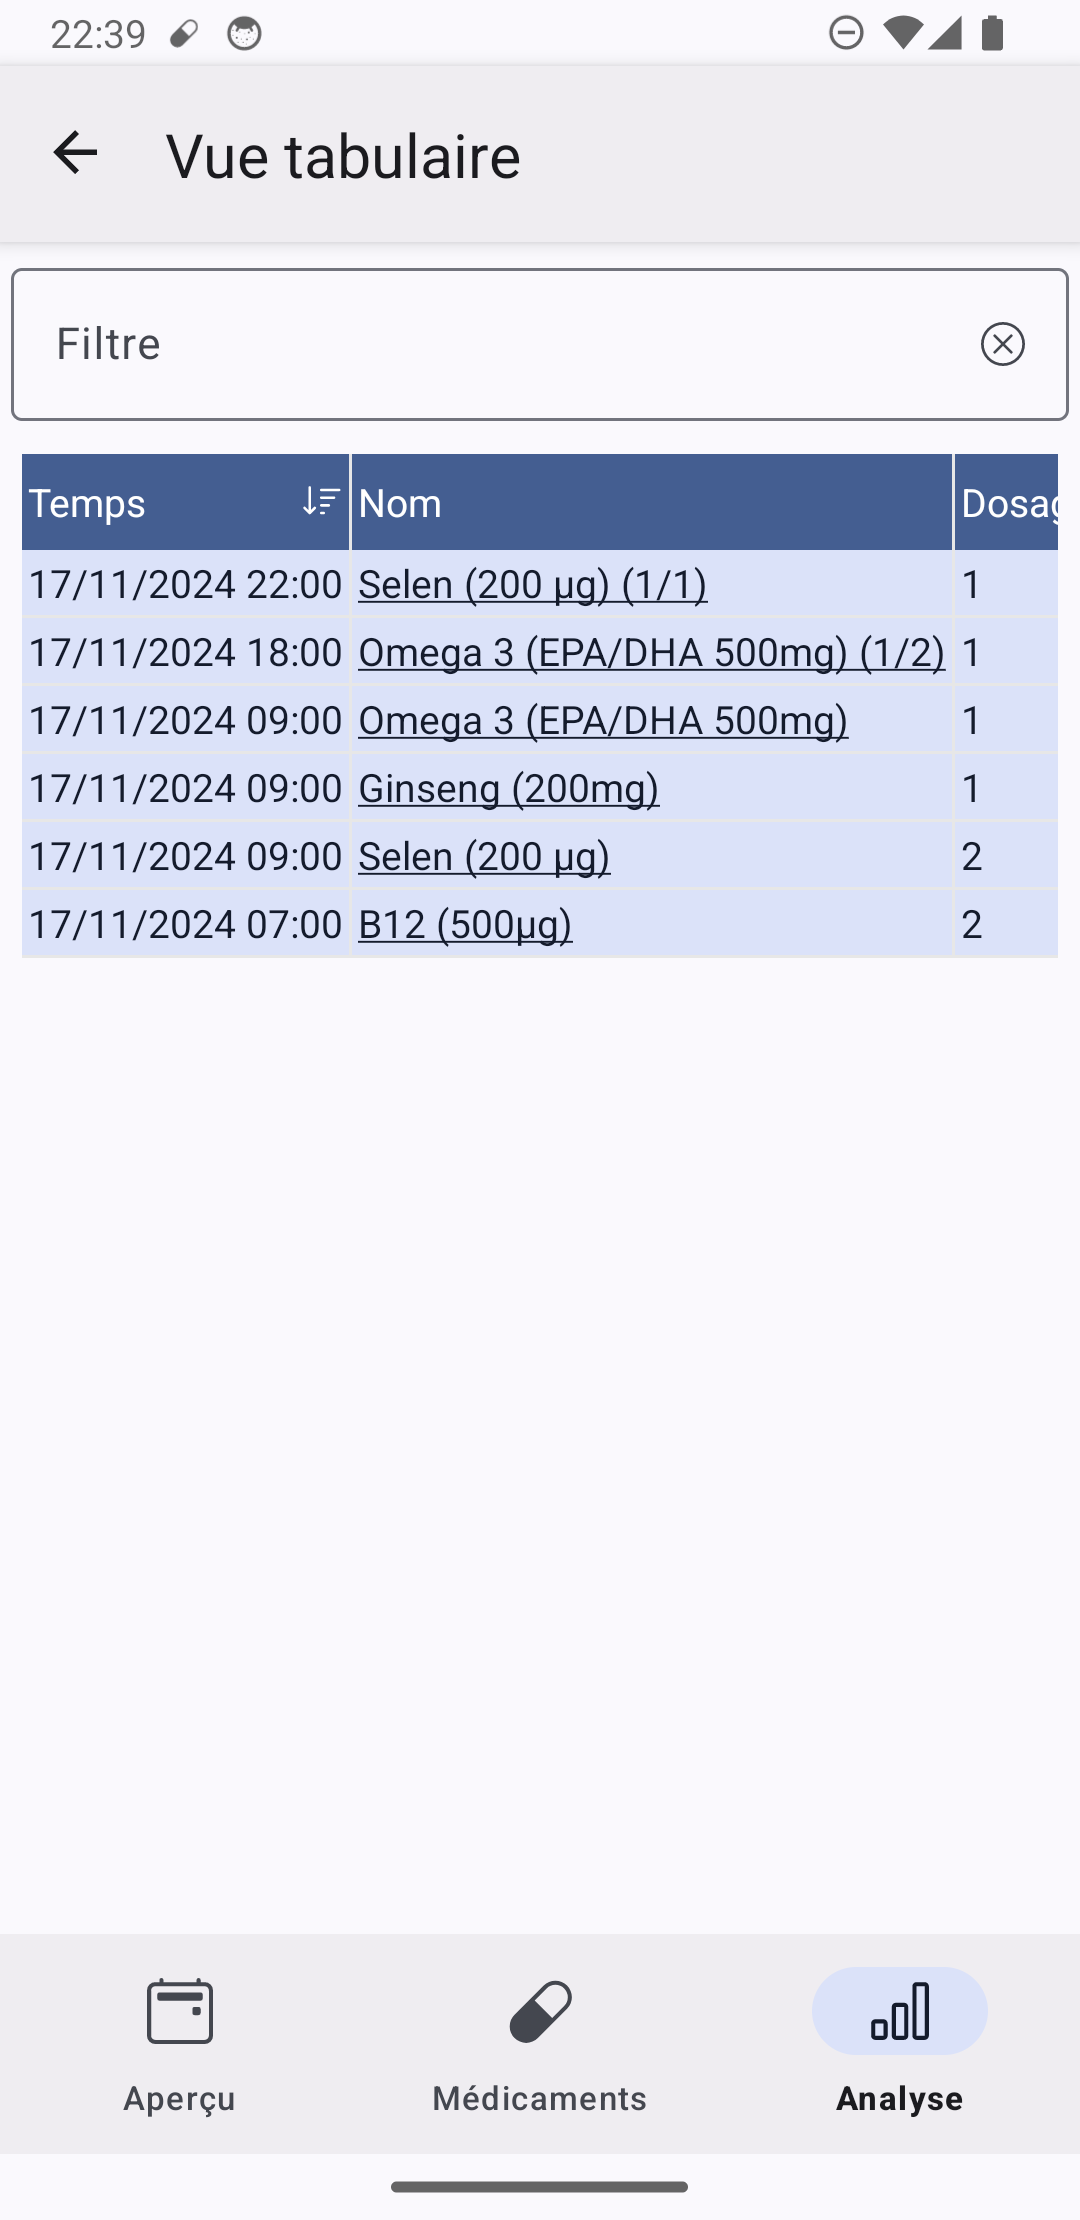 22:39
Vue tabulaire
Filtre
Temps Nom Dosag
17/11/2024 22:00 Selen (200 µg) (1/1) 1
17/11/2024 18:00 Omega 3 (EPA/DHA 500mg) (1/2) 1
17/11/2024 09:00 Omega 3 (EPA/DHA 500mg) 1
17/11/2024 09:00 Ginseng (200mg) 1
17/11/2024 09:00 Selen (200 µg) 2
17/11/2024 07:00 B12 (500µg) 2
Aperçu Médicaments Analyse